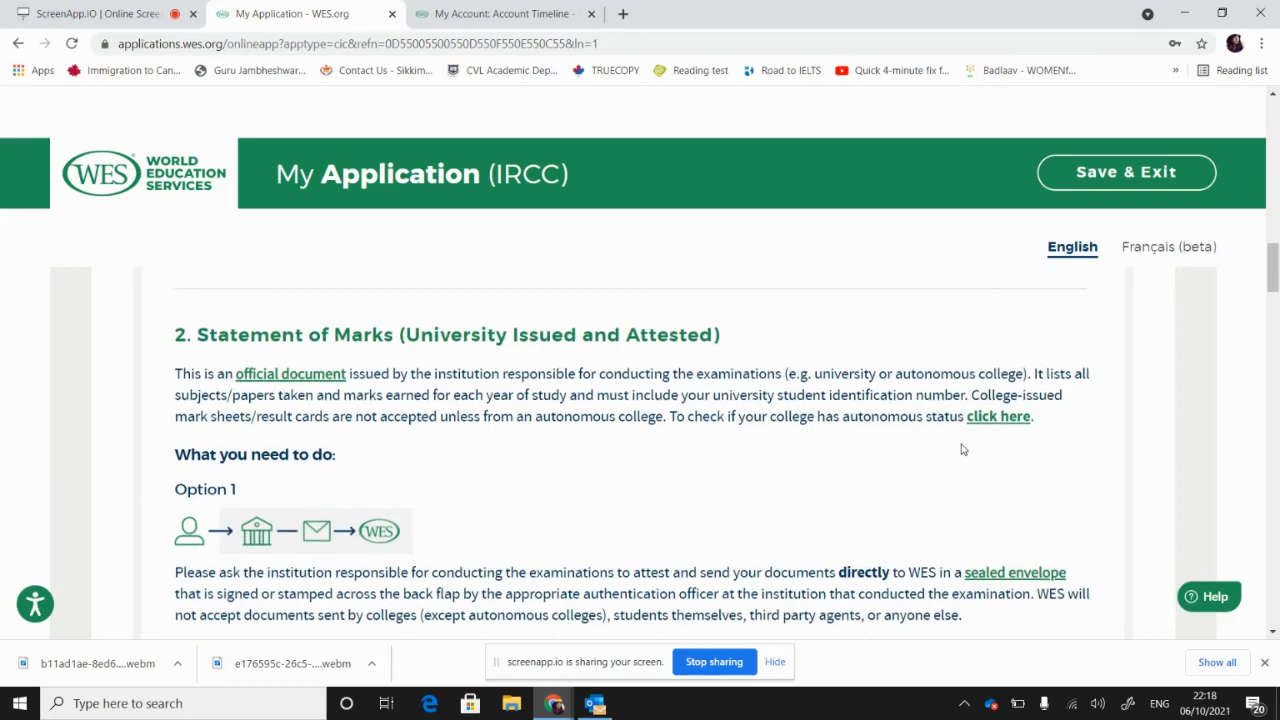 ScreenApp.IO | Online Scree
My Application - WES.org
My Account: Account Timeline -
applications.wes.org/onlineapp?apptype=cic&refn=0D55005500550D550F550E550C55&ln=1
Apps
Immigration to Can...
Guru Jambheshwar...
Contact Us - Sikkim...
CVL Academic Dep...
TRUECOPY
Reading test
Road to IELTS
Quick 4-minute fix f...
Badlaav - WOMENf...
»
Reading list
WES
WORLD
EDUCATION
SERVICES
My Application (IRCC)
Save & Exit
English
Français (beta)
2. Statement of Marks (University Issued and Attested)
This is an official document issued by the institution responsible for conducting the examinations (e.g. university or autonomous college). It lists all
subjects/papers taken and marks earned for each year of study and must include your university student identification number. College-issued
mark sheets/result cards are not accepted unless from an autonomous college. To check if your college has autonomous status click here.
What you need to do:
Option 1
WES
Please ask the institution responsible for conducting the examinations to attest and send your documents directly to WES in a sealed envelope
that is signed or stamped across the back flap by the appropriate authentication officer at the institution that conducted the examination. WES will
not accept documents sent by colleges (except autonomous colleges), students themselves, third party agents, or anyone else.
Help
b11ad1ae-8ed6....webm
e176595c-26c5-....webm
screenapp.io is sharing your screen.
Stop sharing
Hide
Show all
Type here to search
ENG
22:18
06/10/2021
20